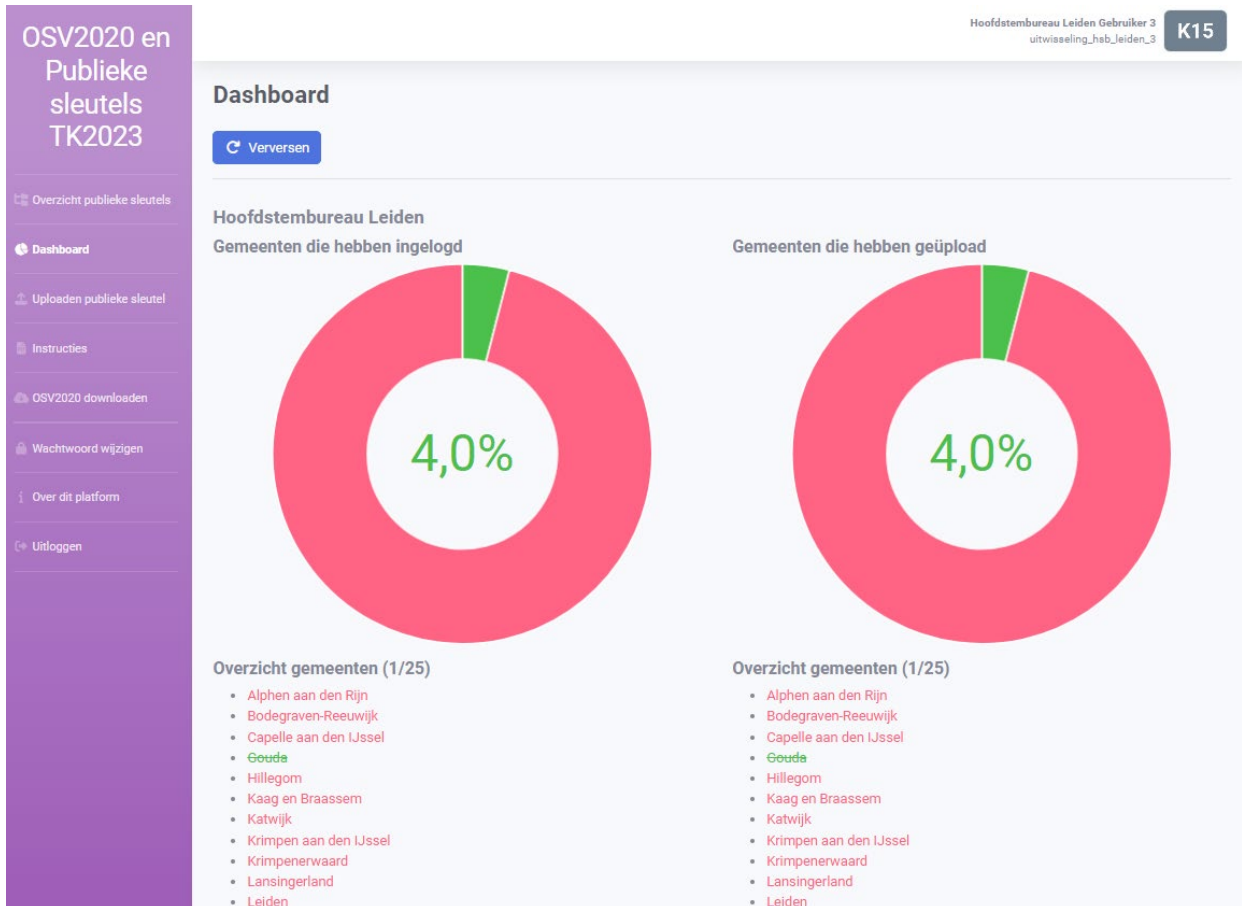 OSV2020 en
Publieke
sleutels
TK2023
Overzicht publieke sleutels
Dashboard
Uploaden publieke sleutel
Instructies
OSV2020 downloaden
Wachtwoord wijzigen
Over dit platform
Uitloggen
Hoofdstembureau Leiden Gebruiker 3
uitwisseling_hsb_leiden_3
K15
Dashboard
Verversen
Hoofdstembureau Leiden
Gemeenten die hebben ingelogd
4,0%
Overzicht gemeenten (1/25)
Alphen aan den Rijn
Bodegraven-Reeuwijk
Capelle aan den IJssel
Gouda
Hillegom
Kaag en Braassem
Katwijk
Krimpen aan den IJssel
Krimpenerwaard
Lansingerland
Leiden
Gemeenten die hebben geüpload
4,0%
Overzicht gemeenten (1/25)
Alphen aan den Rijn
Bodegraven-Reeuwijk
Capelle aan den IJssel
Gouda
Hillegom
Kaag en Braassem
Katwijk
Krimpen aan den IJssel
Krimpenerwaard
Lansingerland
Leiden